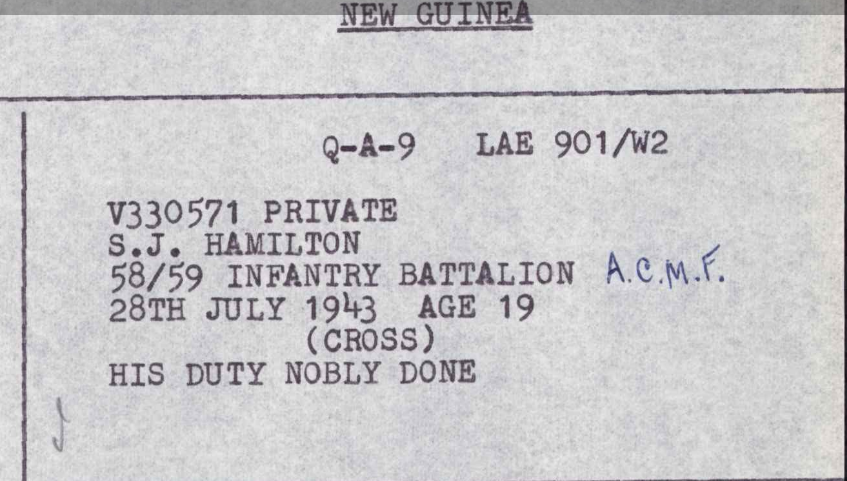 NEW GUINEA
Q-A-9 LAE 901/W2
V330571 PRIVATE
S.J. HAMILTON
58/59 INFANTRY BATTALION A.C.M.F.
28TH JULY 1943 AGE 19
(CROSS)
HIS DUTY NOBLY DONE